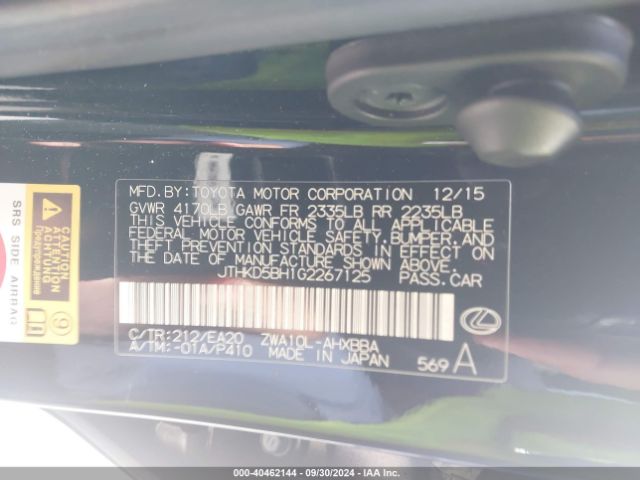 MFD. BY: TOYOTA MOTOR CORPORATION 12/15
GVWR 4170LB GAWR FR 2335LB RR 2235LB
THIS VEHICLE CONFORMS TO ALL APPLICABLE
FEDERAL MOTOR VEHICLE SAFETY, BUMPER, AND
THEFT PREVENTION STANDARDS IN EFFECT ON
THE DATE OF MANUFACTURE SHOWN ABOVE.
JTHKD5BH1G2267125 PASS.CAR
C/TR:212/EA20 ZWA10L-AHXBBA
A/TM:-01A/P410 MADE IN JAPAN 569 A
SRS SIDE AIRBAG
Предупреждение
ATTENTION
CAUTION
9
000-40462144 - 09/30/2024 - IAA Inc.